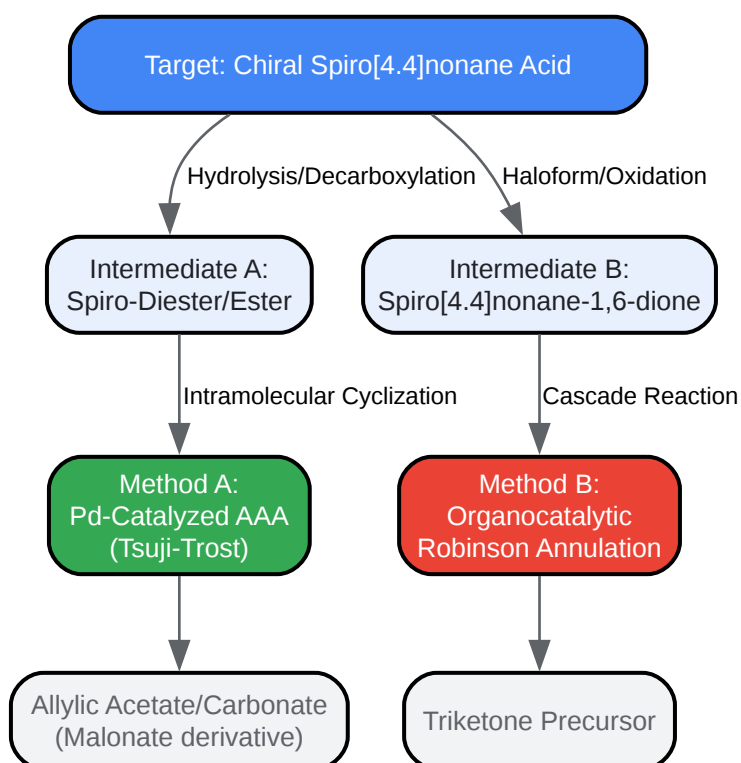 Target: Chiral Spiro[4.4]nonane Acid
Hydrolysis/Decarboxylation
Haloform/Oxidation
Intermediate A:
Spiro-Diester/Ester
Intermediate B:
Spiro[4.4]nonane-1,6-dione
Intramolecular Cyclization
Cascade Reaction
Method A:
Pd-Catalyzed AAA
(Tsuji-Trost)
Method B:
Organocatalytic
Robinson Annulation
Allylic Acetate/Carbonate
(Malonate derivative)
Triketone Precursor